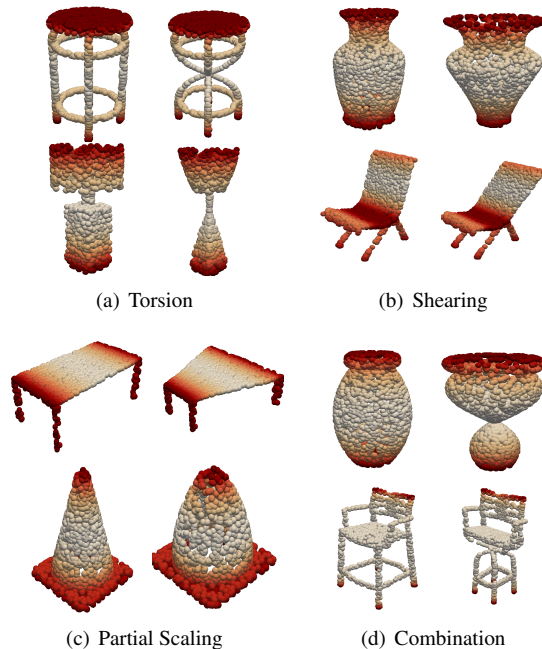 (a) Torsion
(b) Shearing
(c) Partial Scaling
(d) Combination